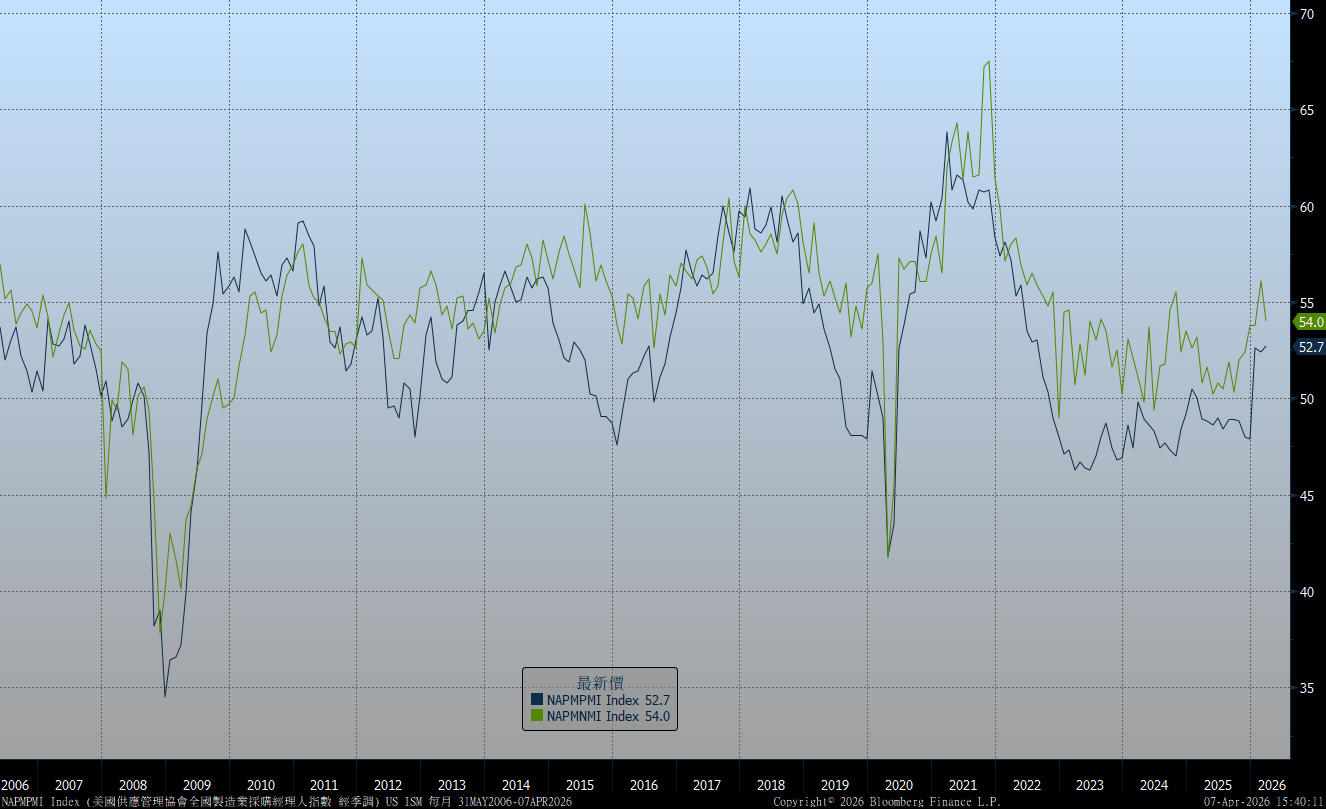 70
65
60
55
54.0
52.7
50
45
40
35
最新價
NAPMPMI Index 52.7
NAPMNMI Index 54.0
2006 2007 2008 2009 2010 2011 2012 2013 2014 2015 2016 2017 2018 2019 2020 2021 2022 2023 2024 2025 2026
NAPMPMI Index (美國供應管理協會全國製造業採購經理人指數 經季調) US ISM 每月 31MAY2006-07APR2026 Copyright© 2026 Bloomberg Finance L.P. 07-Apr-2026 15:40:11